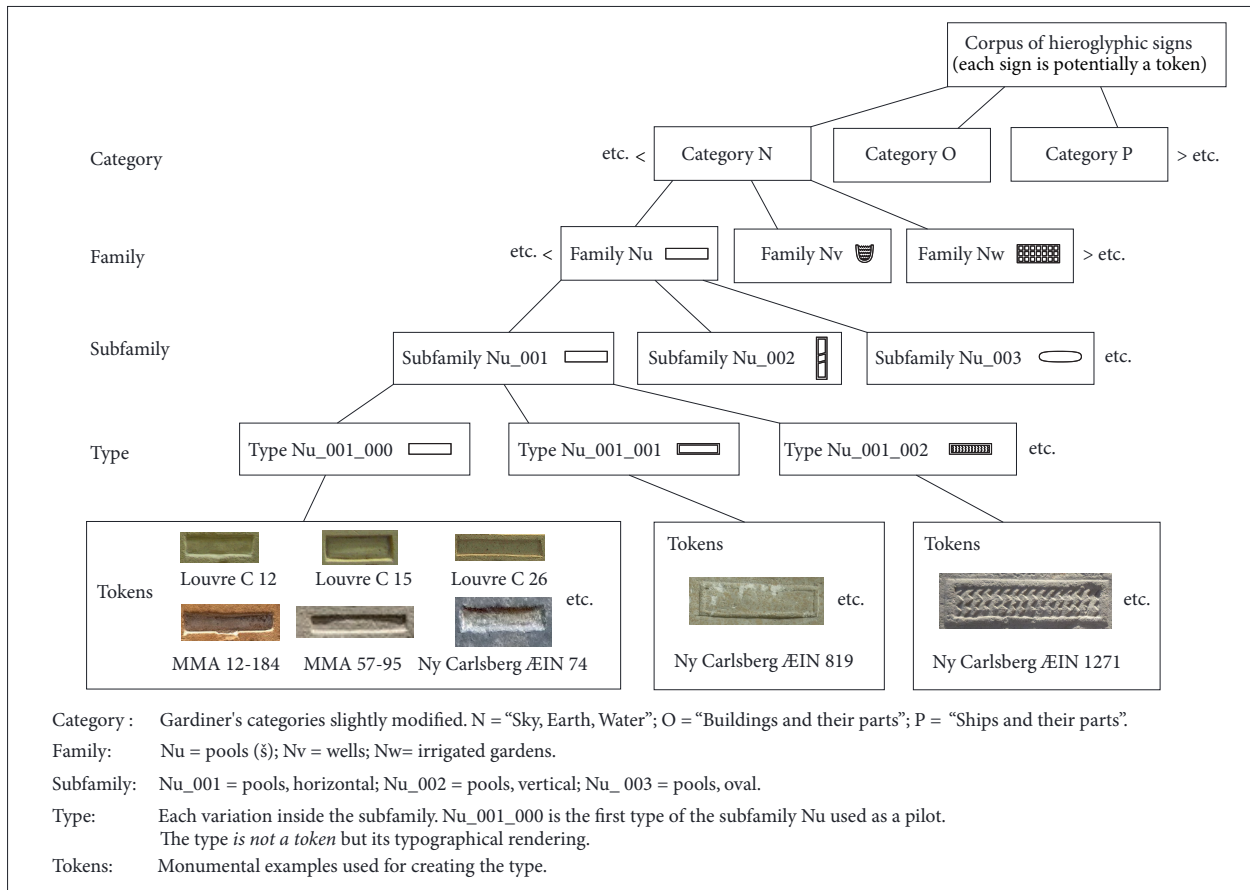 Corpus of hieroglyphic signs
(each sign is potentially a token)
Category
etc. <
Category N
Category O
Category P
> etc.
Family
etc. <
Family Nu
Family Nv
Family Nw
> etc.
Subfamily
Subfamily Nu_001
Subfamily Nu_002
Subfamily Nu_003
etc.
Type
Type Nu_001_000
Type Nu_001_001
Type Nu_001_002
etc.
Tokens
Louvre C 12
Louvre C 15
Louvre C 26
MMA 12-184
MMA 57-95
Ny Carlsberg ÆIN 74
etc.
Tokens
etc.
Ny Carlsberg ÆIN 819
Tokens
etc.
Ny Carlsberg ÆIN 1271
Category : Gardiner's categories slightly modified. N = “Sky, Earth, Water”; O = “Buildings and their parts”; P = “Ships and their parts”.
Family: Nu = pools (š); Nv = wells; Nw= irrigated gardens.
Subfamily: Nu_001 = pools, horizontal; Nu_002 = pools, vertical; Nu_ 003 = pools, oval.
Type: Each variation inside the subfamily. Nu_001_000 is the first type of the subfamily Nu used as a pilot.
The type is not a token but its typographical rendering.
Tokens: Monumental examples used for creating the type.